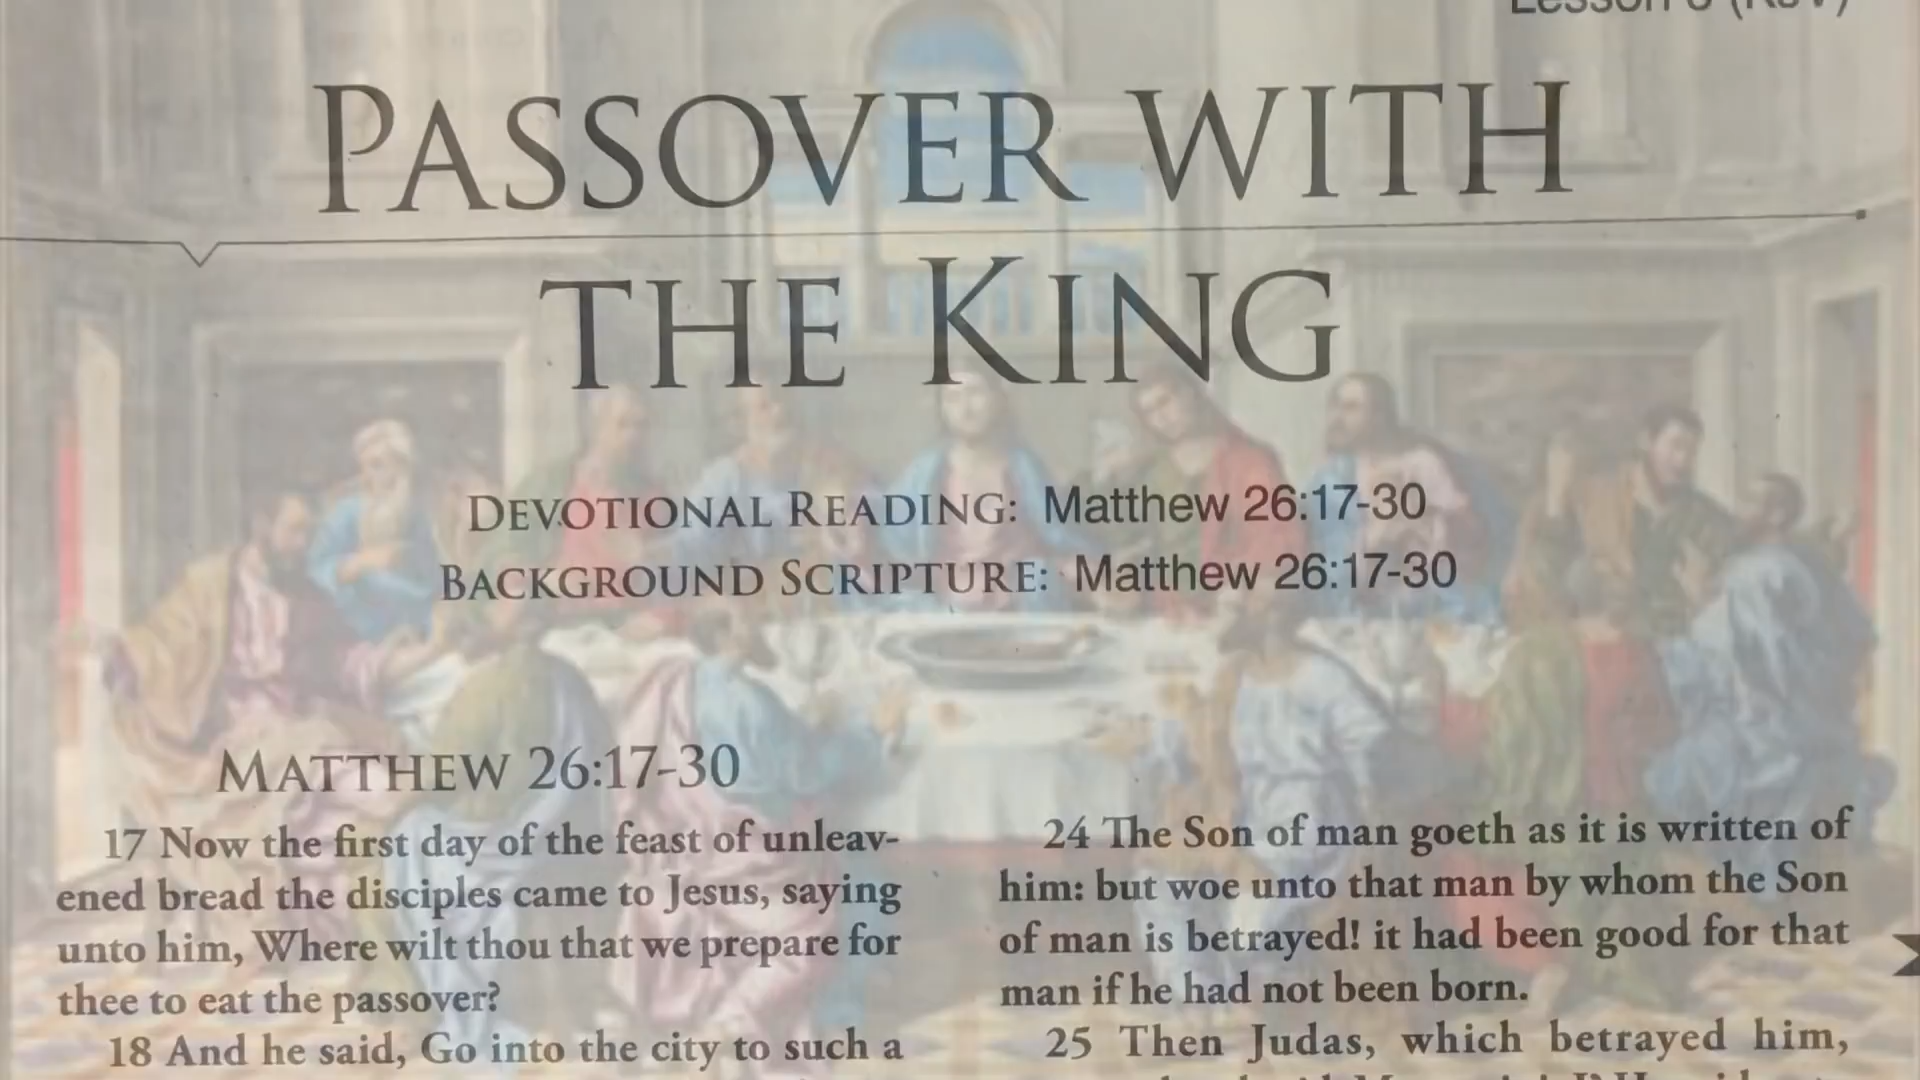 Lesson
PASSOVER WITH
THE KING
DEVOTIONAL READING: Matthew 26:17-30
BACKGROUND SCRIPTURE: Matthew 26:17-30
MATTHEW 26:17-30
17 Now the first day of the feast of unleav-
ened bread the disciples came to Jesus, saying
unto him, Where wilt thou that we prepare for
thee to eat the passover?
18 And he said, Go into the city to such a
24 The Son of man goeth as it is written of
him: but woe unto that man by whom the Son
of man is betrayed! it had been good for that
man if he had not been born.
25 Then Judas, which betrayed him,